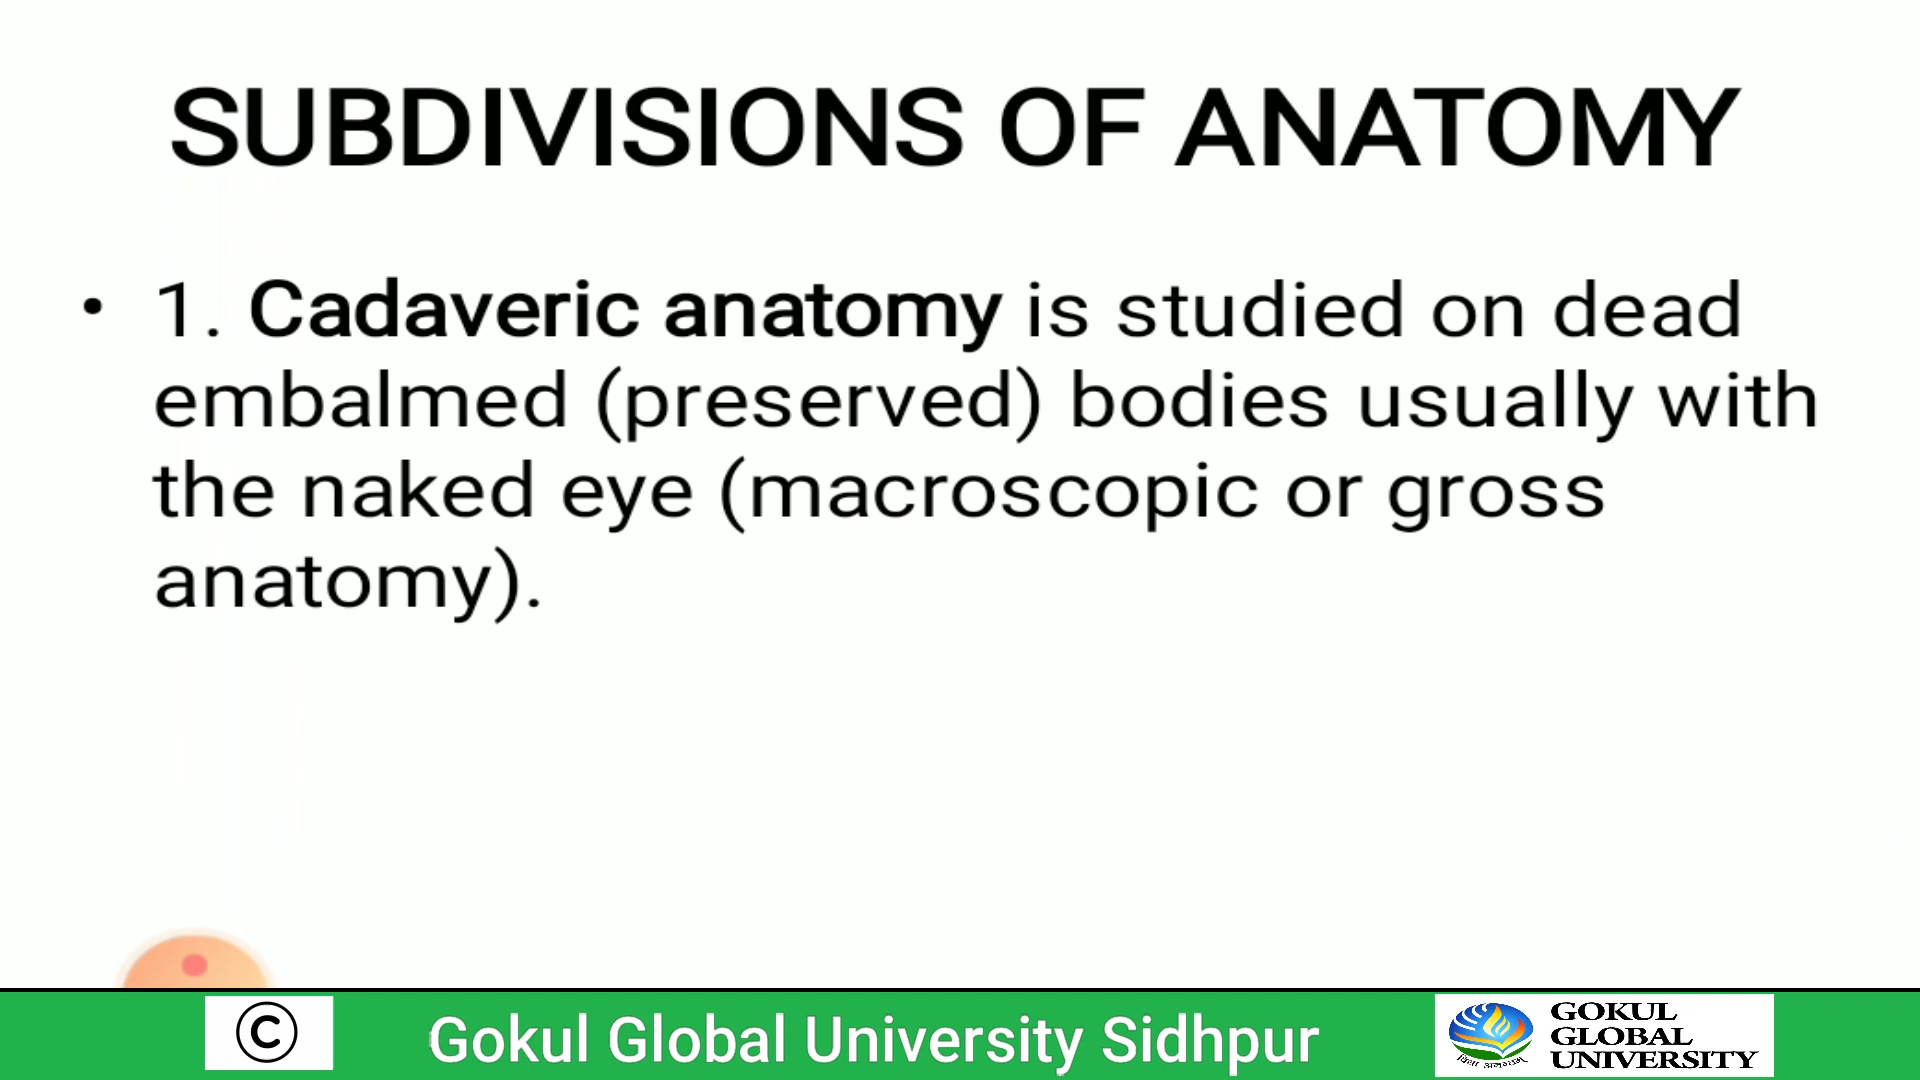 SUBDIVISIONS OF ANATOMY
• 1. Cadaveric anatomy is studied on dead
embalmed (preserved) bodies usually with
the naked eye (macroscopic or gross
anatomy).
© Gokul Global University Sidhpur
GOKUL
GLOBAL
UNIVERSITY